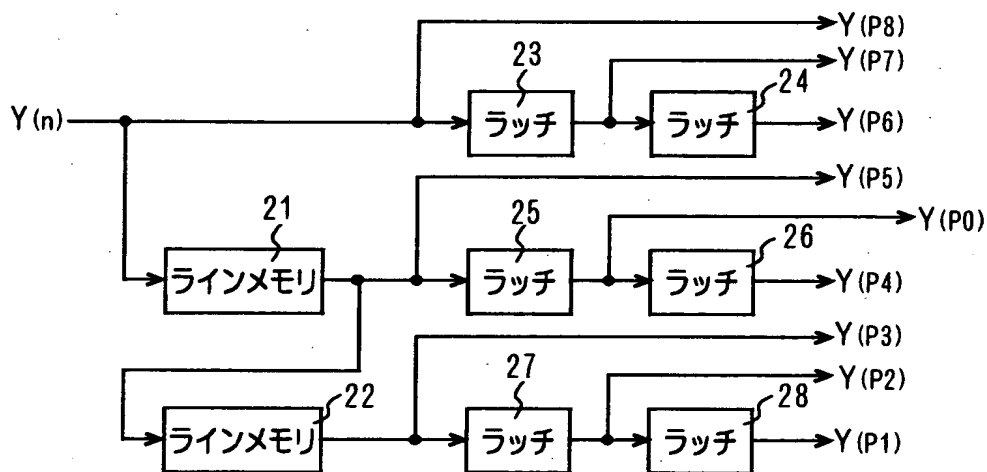 Y(P8)
23
Y(P7)
24
Y(n)
ラッチ
ラッチ
Y(P6)
Y(P5)
21
25
Y(P0)
26
ラインメモリ
ラッチ
ラッチ
Y(P4)
Y(P3)
27
Y(P2)
22
28
ラインメモリ
ラッチ
ラッチ
Y(P1)